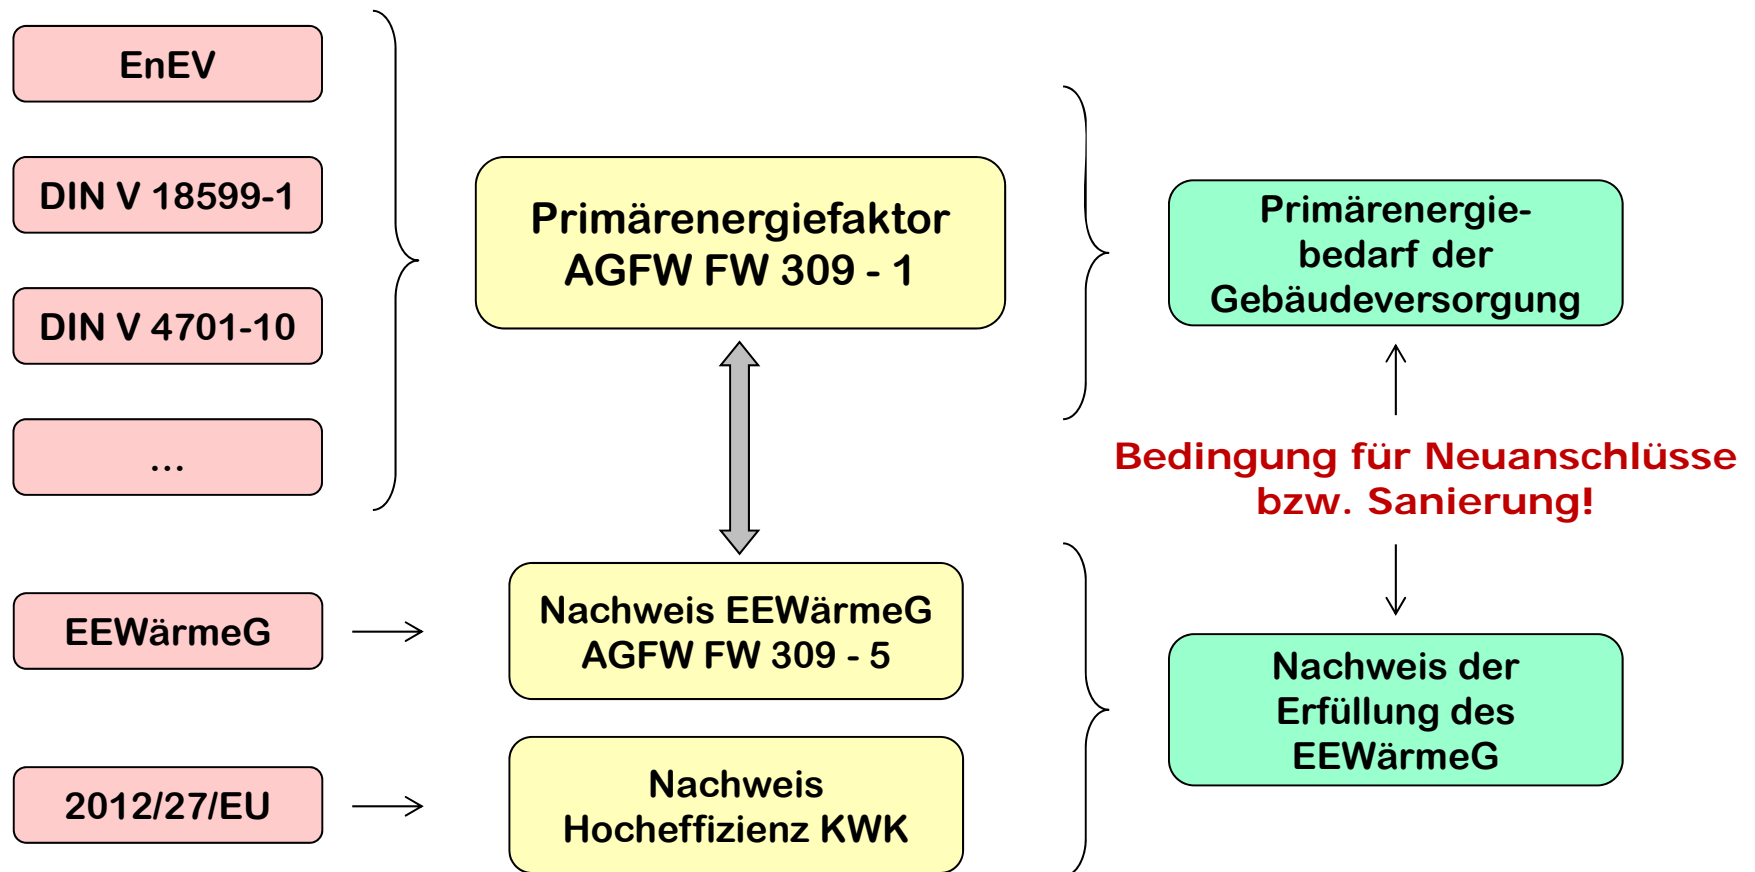 EnEV
DIN V 18599-1
DIN V 4701-10
...
EEWärmeG
2012/27/EU
Primärenergiefaktor
AGFW FW 309 - 1
Nachweis EEWärmeG
AGFW FW 309 - 5
Nachweis
Hocheffizienz KWK
Primärenergie-
bedarf der
Gebäudeversorgung
Bedingung für Neuanschlüsse
bzw. Sanierung!
Nachweis der
Erfüllung des
EEWärmeG